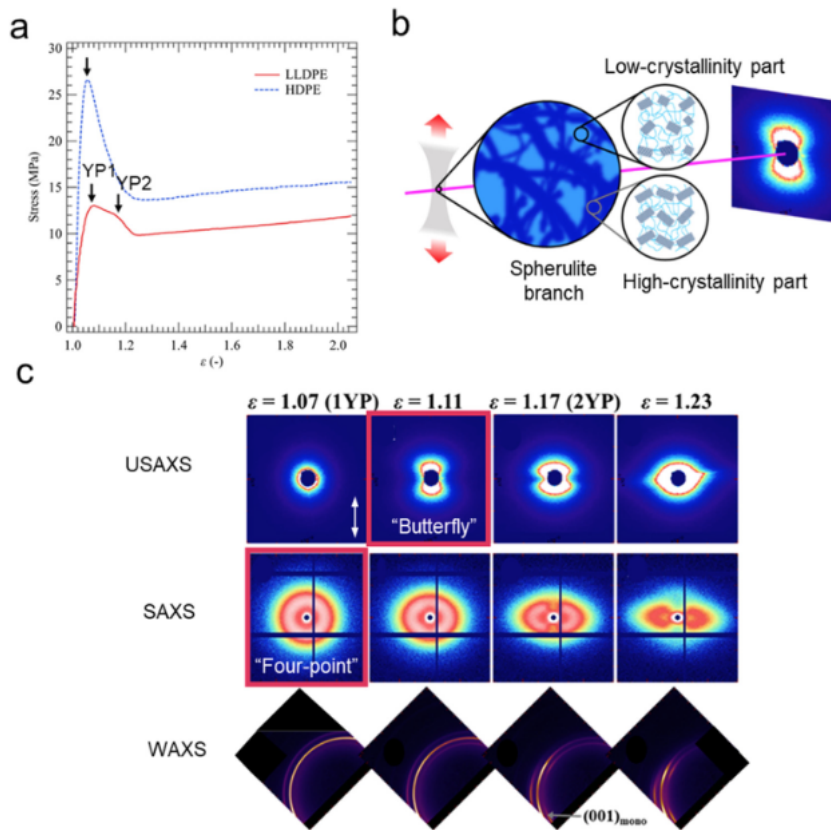 a
30
25
20
15
10
5
0
Stress (MPa)
LLDPE
HDPE
YP1
YP2
1.0
1.2
1.4
1.6
1.8
2.0
ε (-)
b
Low-crystallinity part
Spherulite
branch
High-crystallinity part
c
ε = 1.07 (1YP)
ε = 1.11
ε = 1.17 (2YP)
ε = 1.23
USAXS
"Butterfly"
SAXS
"Four-point"
WAXS
(001)mono